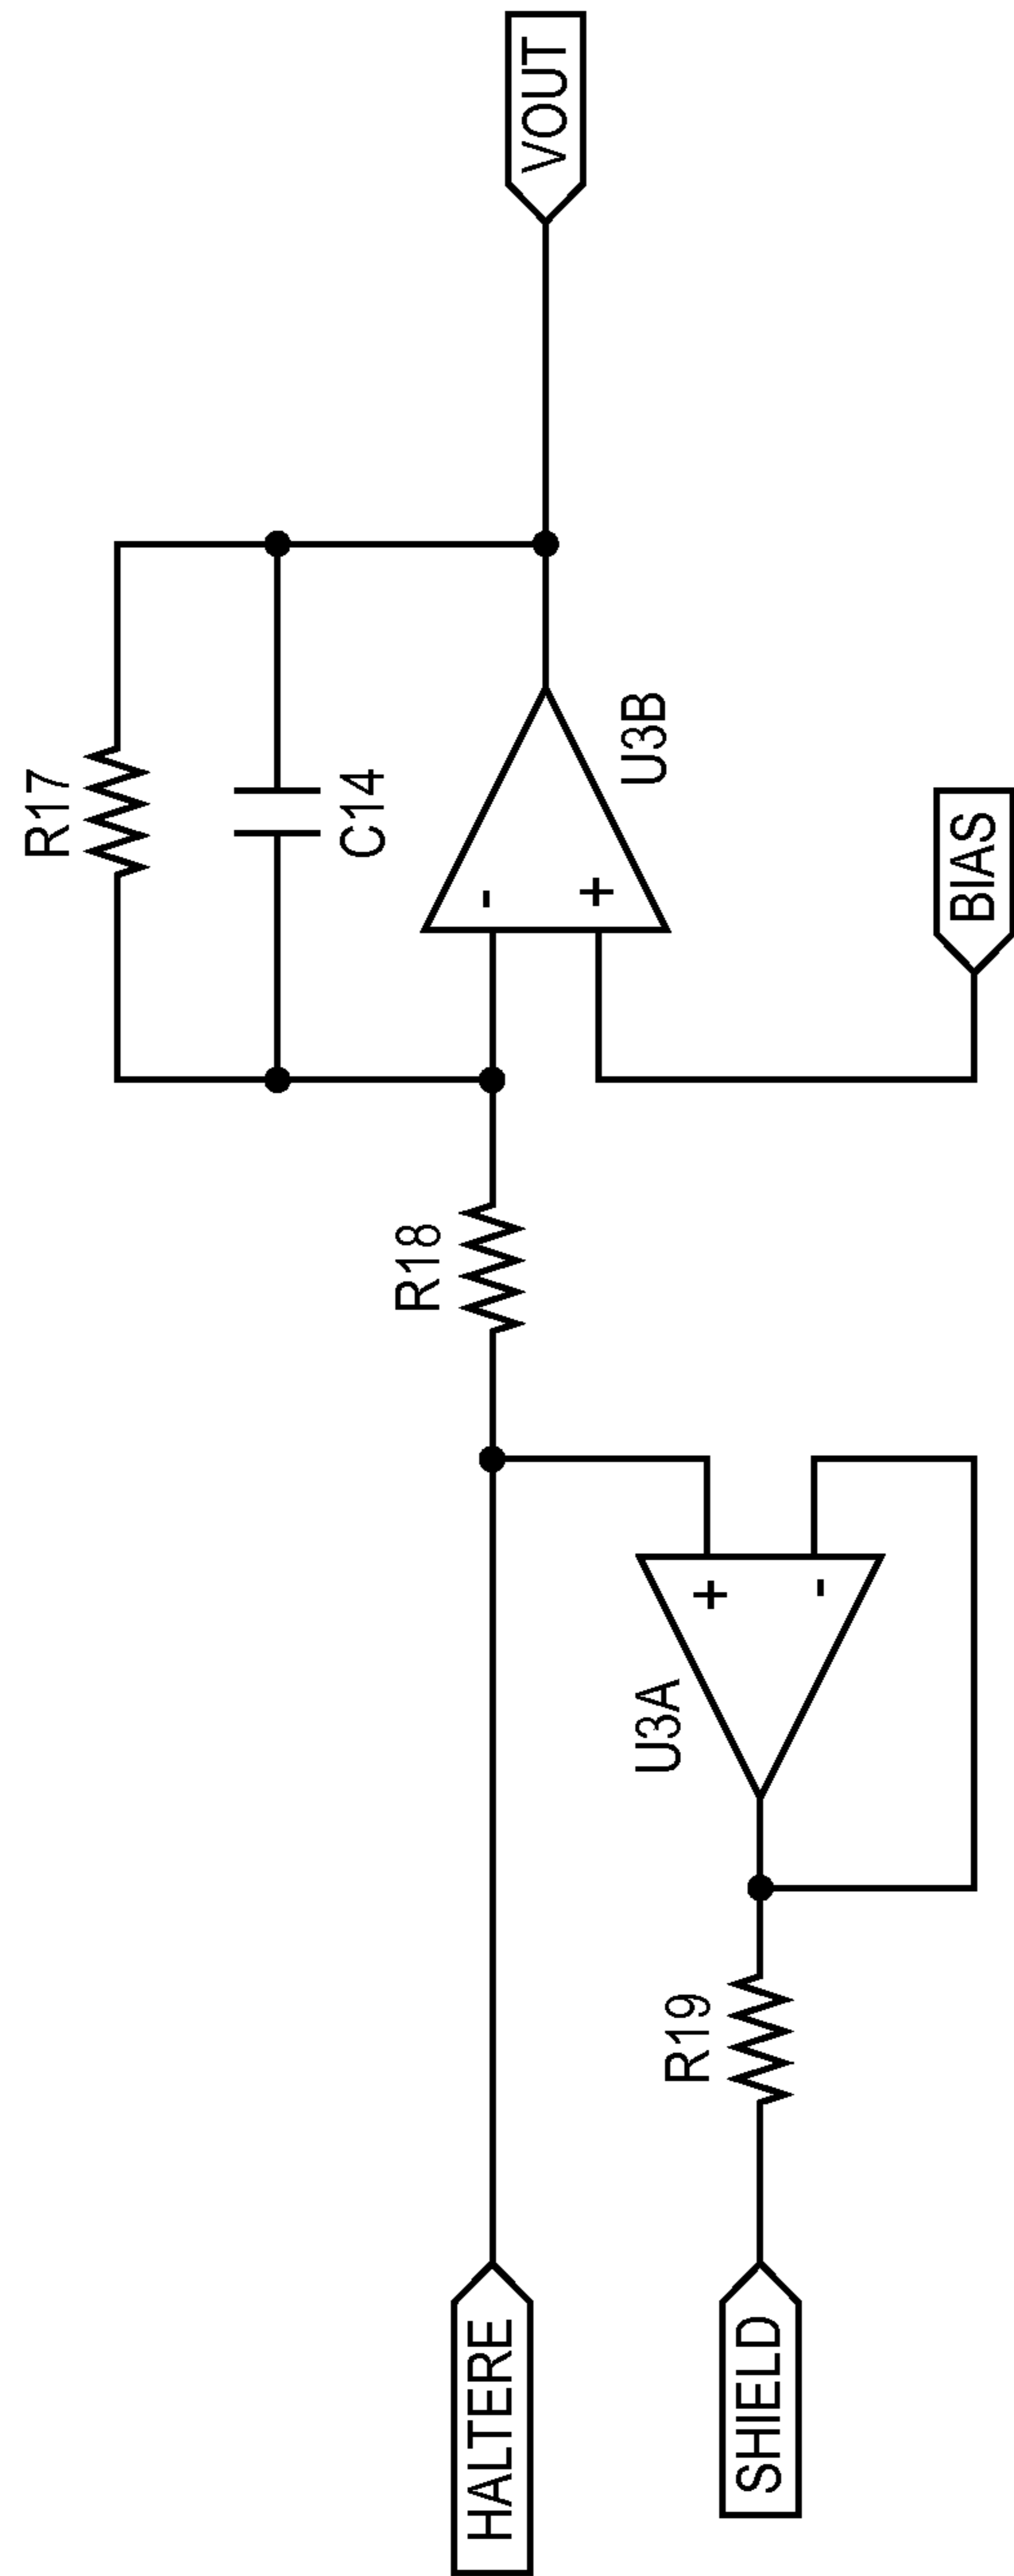 R17
C14
VOUT
R18
-
+
U3B
HALTERE
BIAS
U3A
+
-
R19
SHIELD